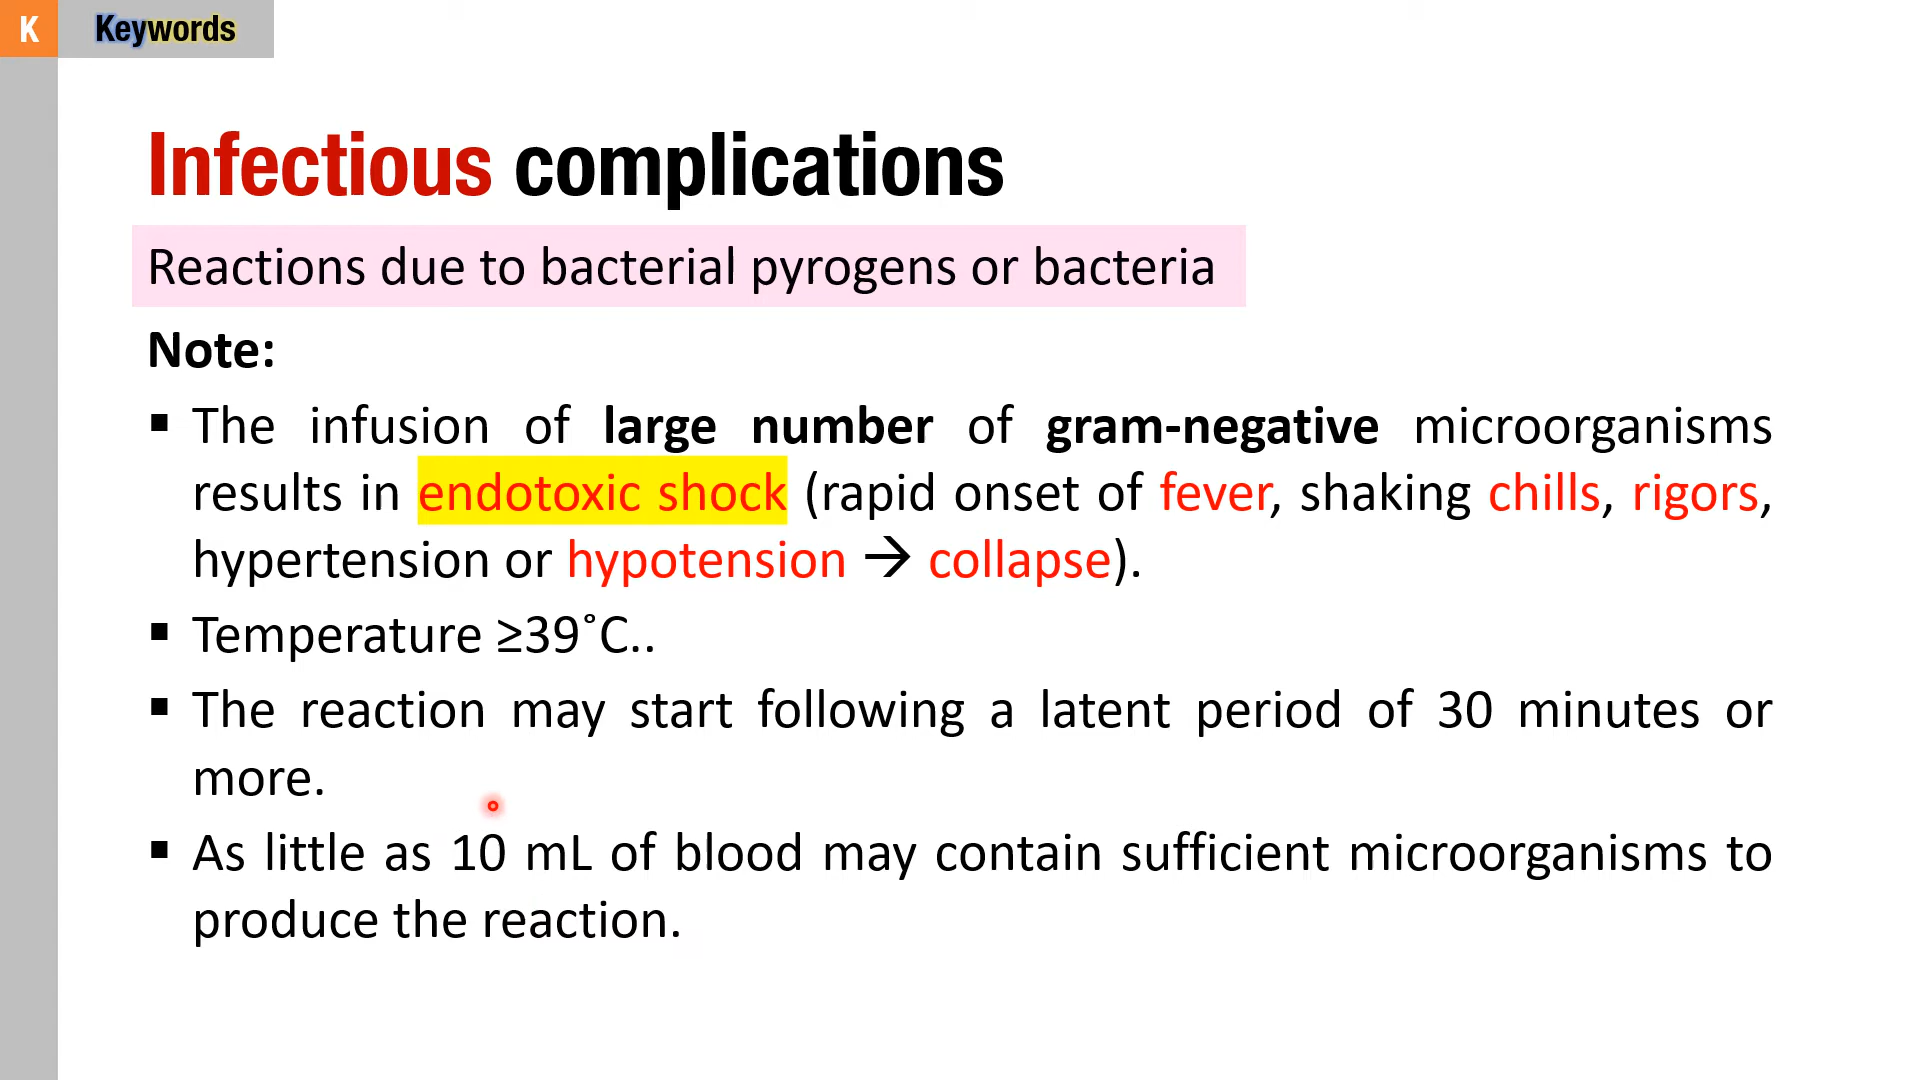 K Keywords
Infectious complications
Reactions due to bacterial pyrogens or bacteria
Note:
▪ The infusion of large number of gram-negative microorganisms
results in endotoxic shock (rapid onset of fever, shaking chills, rigors,
hypertension or hypotension → collapse).
▪ Temperature ≥39˚C..
▪ The reaction may start following a latent period of 30 minutes or
more.
▪ As little as 10 mL of blood may contain sufficient microorganisms to
produce the reaction.